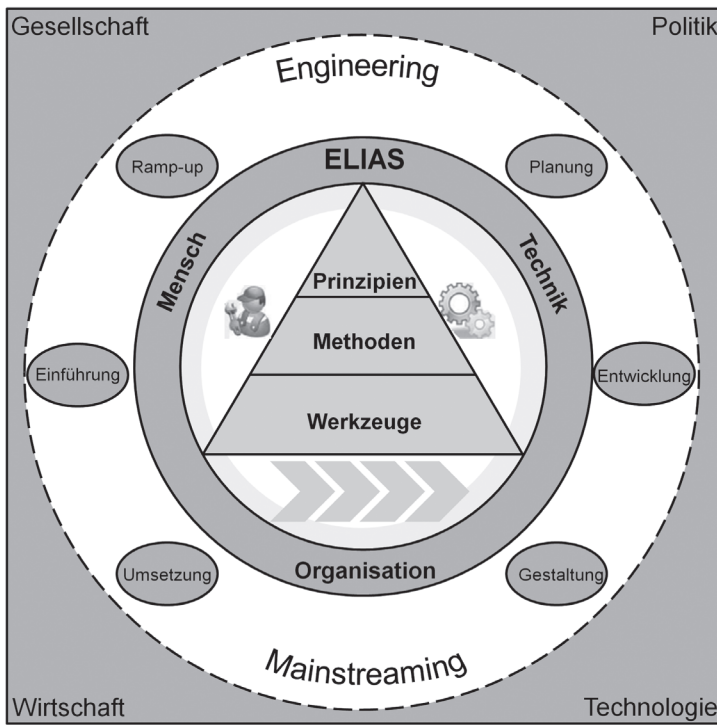 Gesellschaft
Politik
Engineering
Ramp-up
ELIAS
Planung
Mensch
Technik
Prinzipien
Methoden
Einführung
Entwicklung
Werkzeuge
Umsetzung
Organisation
Gestaltung
Mainstreaming
Wirtschaft
Technologie